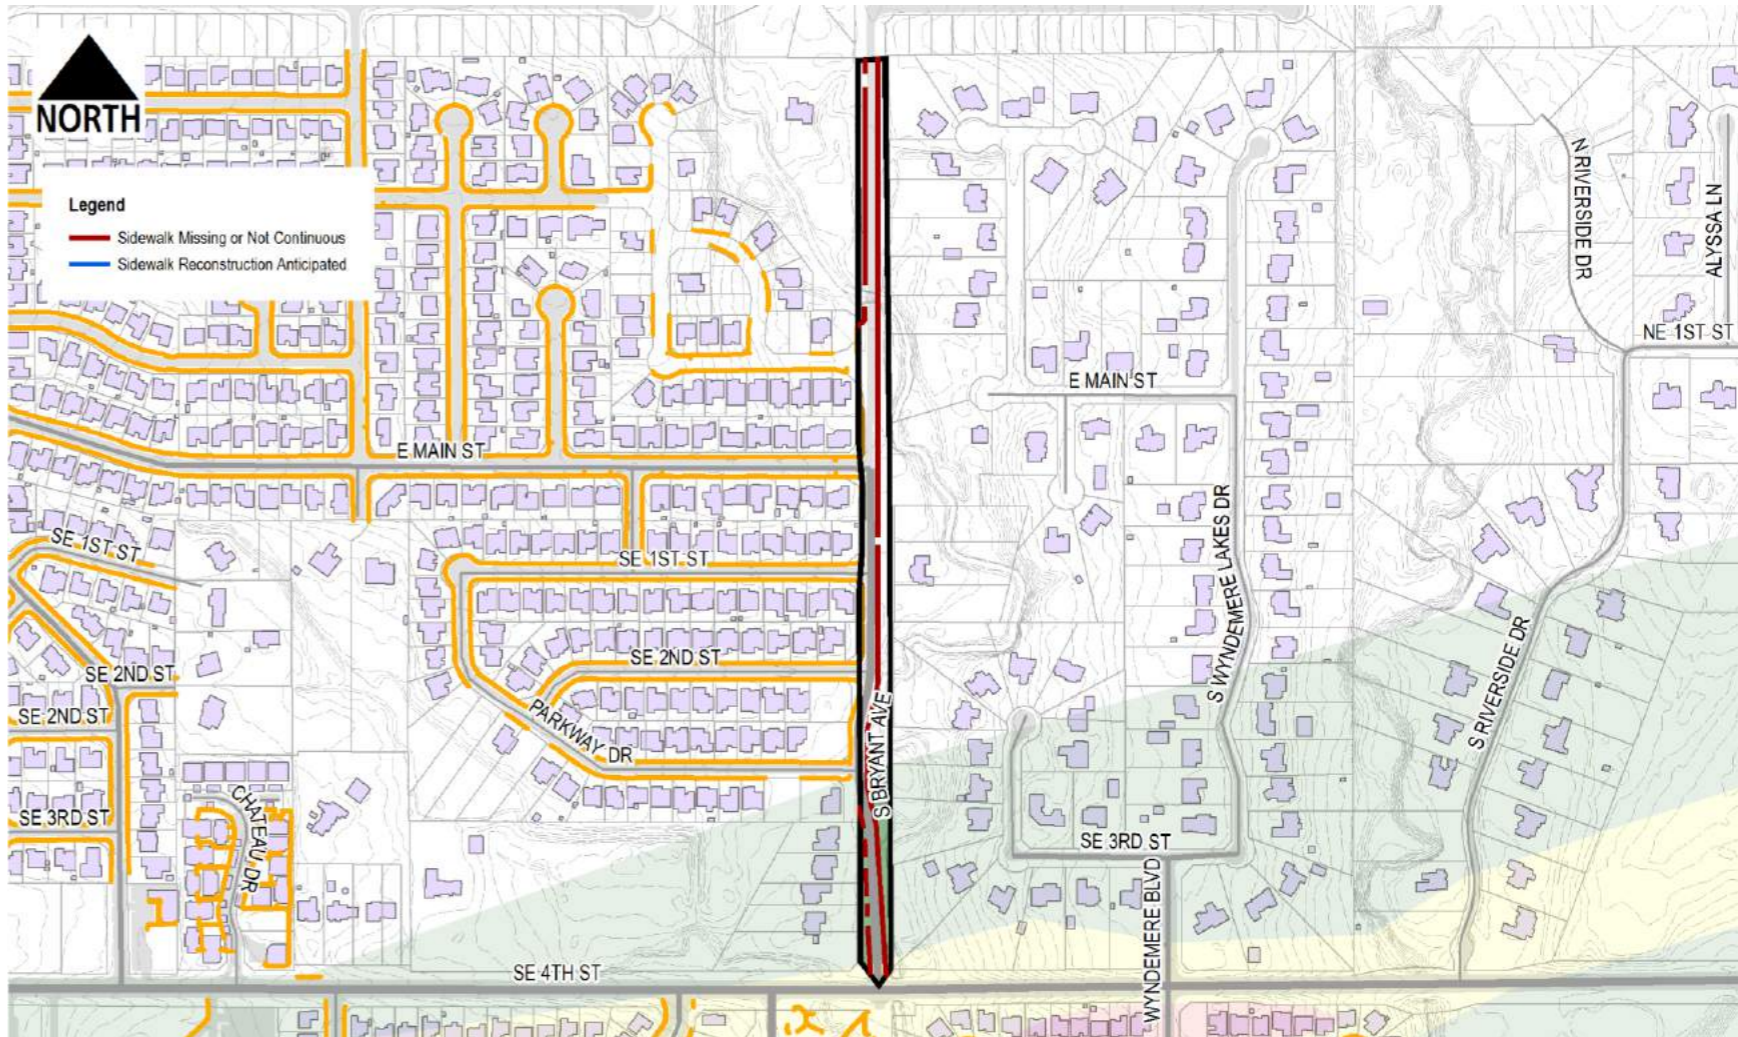 NORTH
Legend
Sidewalk Missing or Not Continuous
Sidewalk Reconstruction Anticipated
N RIVERSIDE DR
ALYSSA LN
NE 1ST ST
E MAIN ST
E MAIN ST
SE 1ST ST
SE 1ST ST
S WYNDEMERE LAKES DR
SE 2ND ST
SE 2ND ST
SE 2ND ST
PARKWAY DR
S BRYANT AVE
S RIVERSIDE DR
CHATEAU DR
SE 3RD ST
SE 3RD ST
WYNDEMERE BLVD
SE 4TH ST